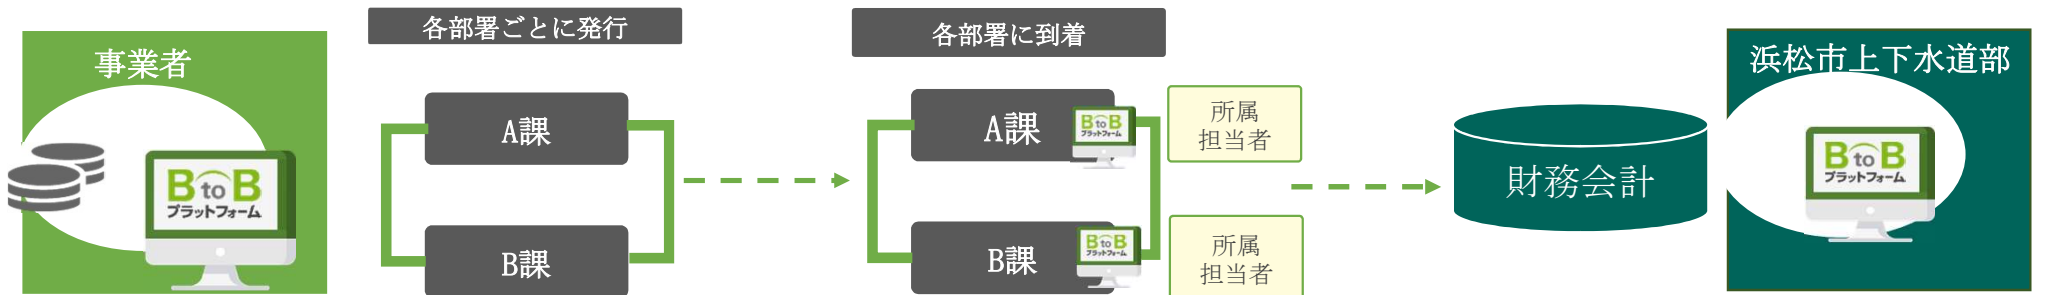 事業者
BtoB
プラットフォーム
各部署ごとに発行
A課
B課
各部署に到着
A課
BtoB
プラットフォーム
所属
担当者
B課
BtoB
プラットフォーム
所属
担当者
財務会計
浜松市上下水道部
BtoB
プラットフォーム